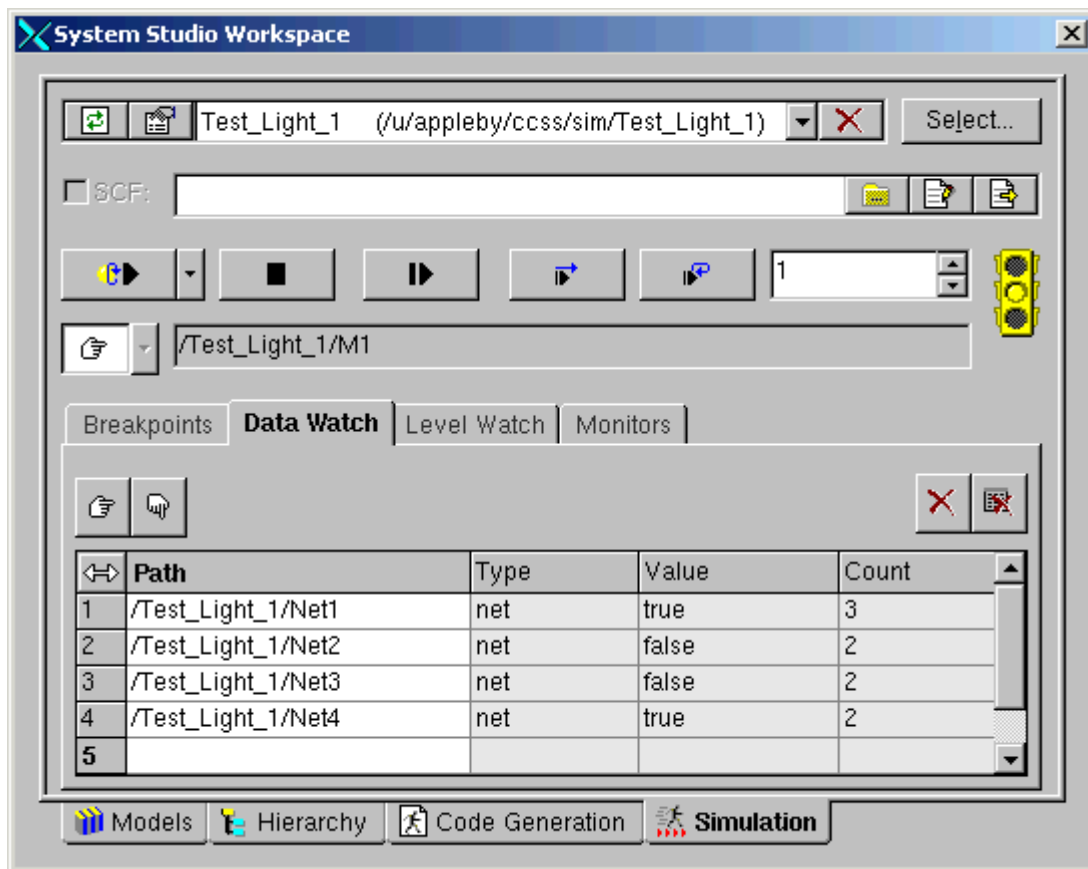 System Studio Workspace
Test_Light_1 (/u/appleby/ccss/sim/Test_Light_1) Select...
SCF:
1
/Test_Light_1/M1
Breakpoints Data Watch Level Watch Monitors
Path Type Value Count
1 /Test_Light_1/Net1 net true 3
2 /Test_Light_1/Net2 net false 2
3 /Test_Light_1/Net3 net false 2
4 /Test_Light_1/Net4 net true 2
5
Models Hierarchy Code Generation Simulation